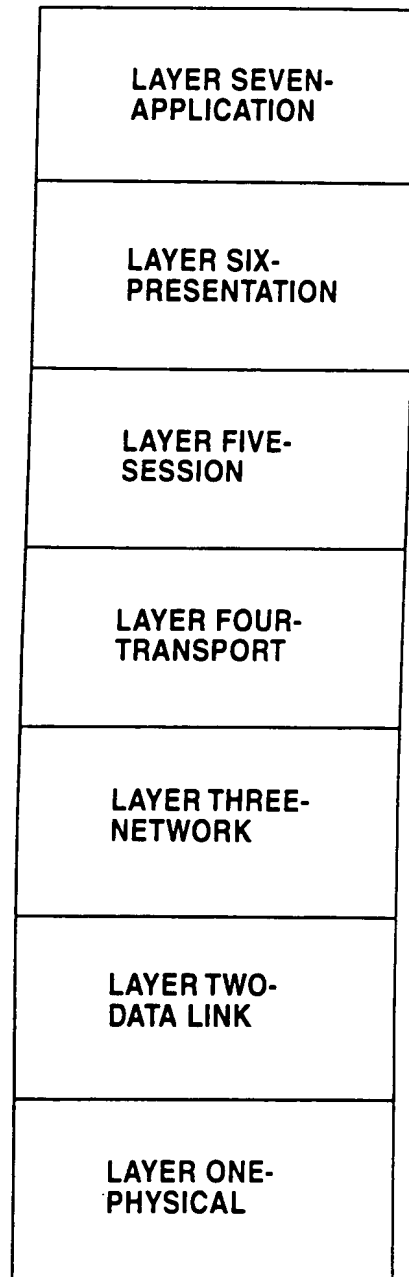 LAYER SEVEN-
APPLICATION
LAYER SIX-
PRESENTATION
LAYER FIVE-
SESSION
LAYER FOUR-
TRANSPORT
LAYER THREE-
NETWORK
LAYER TWO-
DATA LINK
LAYER ONE-
PHYSICAL